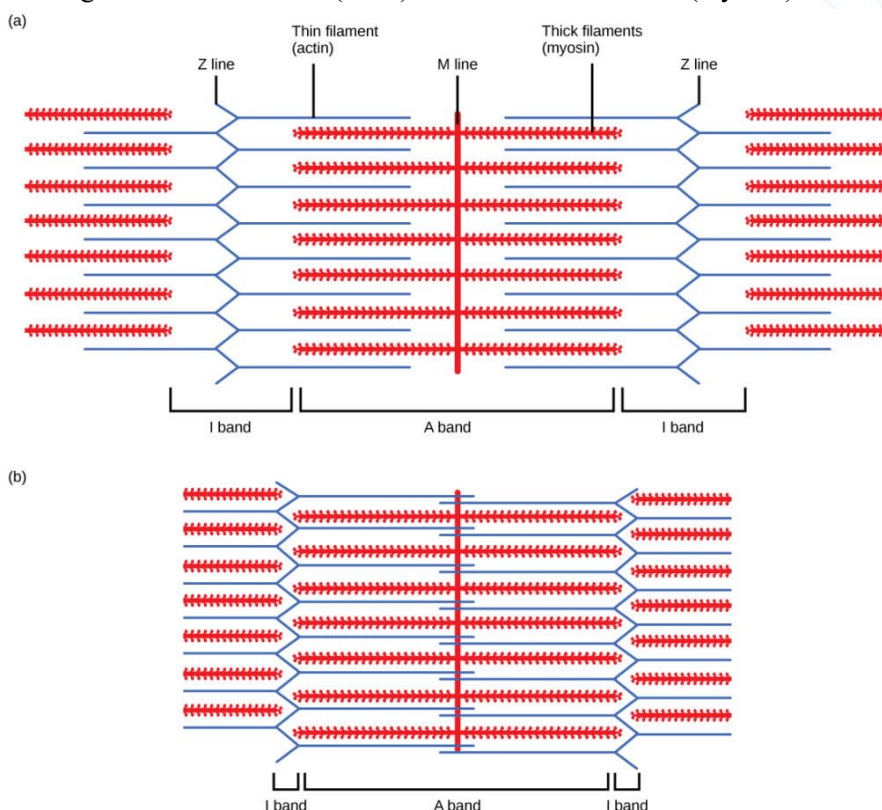 (a)
Thin filament
(actin)
Thick filaments
(myosin)
Z line
M line
Z line
I band
A band
I band
(b)
I band
A band
I band